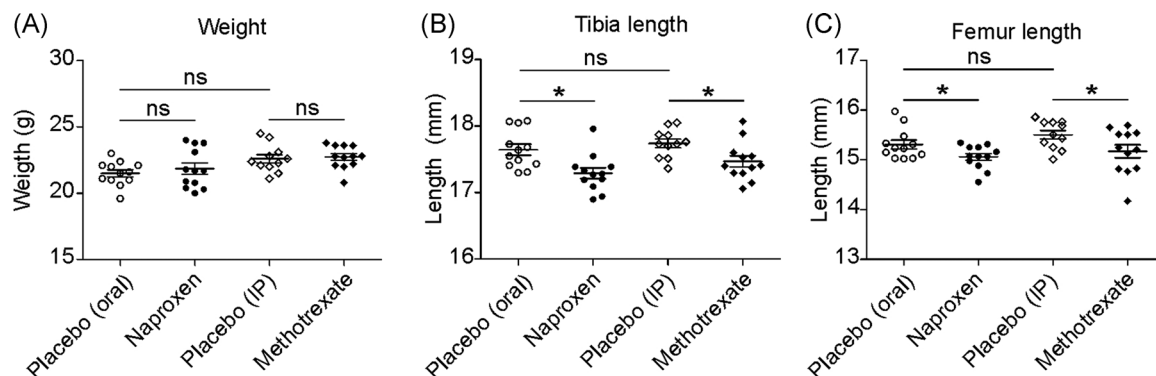 (A)
Weight
Weigth (g)
30
25
20
15
ns
ns
ns
Placebo (oral)
Naproxen
Placebo (IP)
Methotrexate
(B)
Tibia length
Length (mm)
19
18
17
16
ns
*
*
Placebo (oral)
Naproxen
Placebo (IP)
Methotrexate
(C)
Femur length
Length (mm)
17
16
15
14
13
ns
*
*
Placebo (oral)
Naproxen
Placebo (IP)
Methotrexate